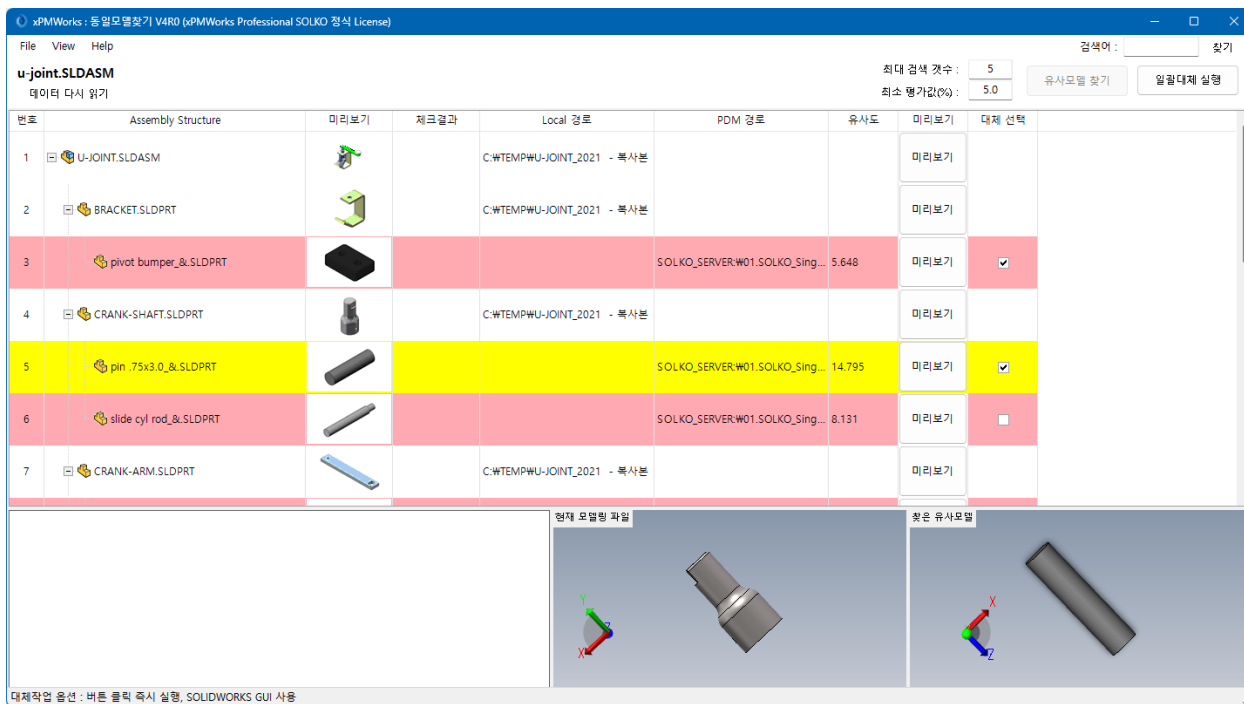 xPMWorks : 동일모델찾기 V4R0 (xPMWorks Professional SOLKO 정식 License)
File View Help 검색어 : 찾기
u-joint.SLDASM 최대 검색 갯수 : 5 유사모델 찾기 일괄대체 실행
데이터 다시 읽기 최소 평가값(%) : 5.0
번호 Assembly Structure 미리보기 체크결과 Local 경로 PDM 경로 유사도 미리보기 대체 선택
1 U-JOINT.SLDASM C:₩TEMP₩U-JOINT_2021 - 복사본 미리보기
2 BRACKET.SLDPRT C:₩TEMP₩U-JOINT_2021 - 복사본 미리보기
3 pivot bumper_&.SLDPRT SOLKO_SERVER:₩01.SOLKO_Sing... 5.648 미리보기
4 CRANK-SHAFT.SLDPRT C:₩TEMP₩U-JOINT_2021 - 복사본 미리보기
5 pin .75x3.0_&.SLDPRT SOLKO_SERVER:₩01.SOLKO_Sing... 14.795 미리보기
6 slide cyl rod_&.SLDPRT SOLKO_SERVER:₩01.SOLKO_Sing... 8.131 미리보기
7 CRANK-ARM.SLDPRT C:₩TEMP₩U-JOINT_2021 - 복사본 미리보기
현재 모델링 파일 찾은 유사모델
Y Z X X Z
대체작업 옵션 : 버튼 클릭 즉시 실행, SOLIDWORKS GUI 사용